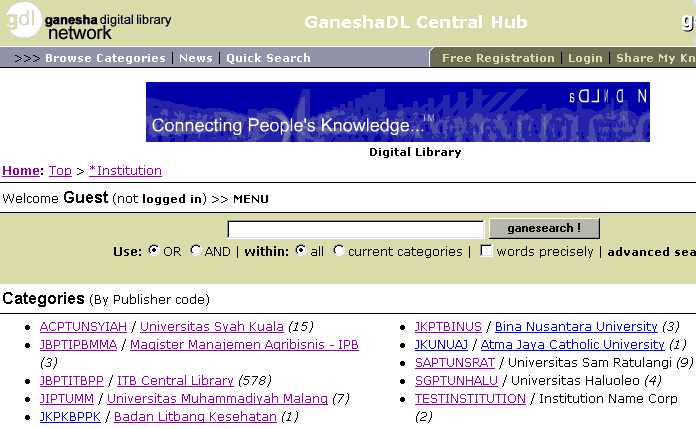 gdl ganesha digital library network
GaneshaDL Central Hub
>>> Browse Categories | News | Quick Search
Free Registration | Login | Share My Kn
Connecting People's Knowledge...™
Digital Library
Home: Top > *Institution
Welcome Guest (not logged in) >> MENU
ganesearch !
Use: OR AND | within: all current categories | words precisely | advanced sea
Categories (By Publisher code)
ACPTUNSYIAH / Universitas Syah Kuala (15)
JBPTIPBMMA / Magister Manajemen Agribisnis - IPB
(3)
JBPTITBPP / ITB Central Library (578)
JIPTUMM / Universitas Muhammadiyah Malang (7)
JKPKBPPK / Badan Litbang Kesehatan (1)
JKPTBINUS / Bina Nusantara University (3)
JKUNUAJ / Atma Jaya Catholic University (1)
SAPTUNSRAT / Universitas Sam Ratulangi (9)
SGPTUNHALU / Universitas Haluoleo (4)
TESTINSTITUTION / Institution Name Corp
(2)